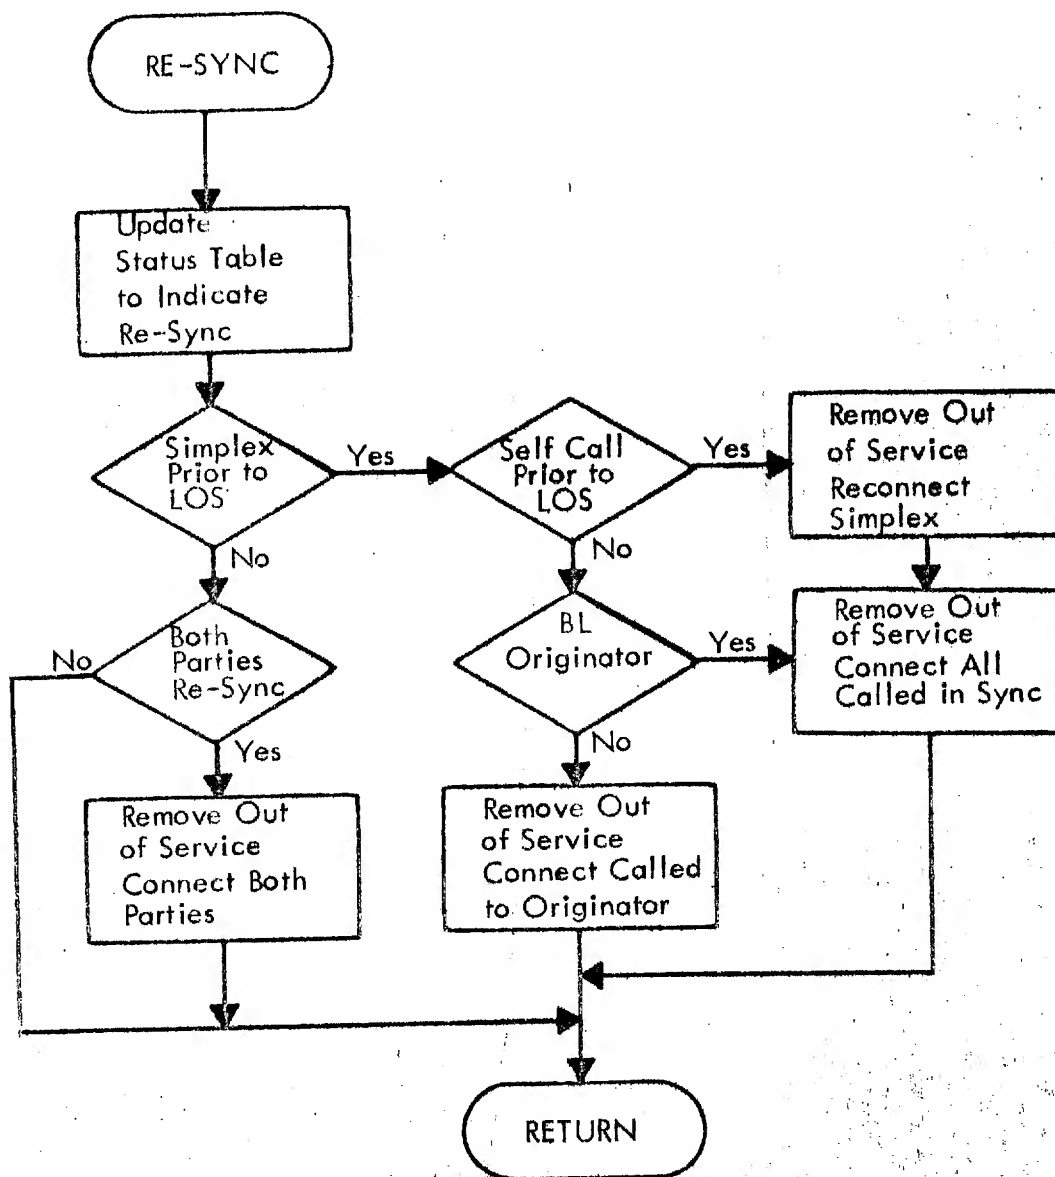 RE-SYNC
Update
Status Table
to Indicate
Re-Sync
Simplex
Prior to
LOS
Yes
Self Call
Prior to
LOS
Yes
Remove Out
of Service
Reconnect
Simplex
No
No
Both
Parties
Re-Sync
No
Yes
BL
Originator
Yes
Remove Out
of Service
Connect All
Called in Sync
No
Remove Out
of Service
Connect Both
Parties
Remove Out
of Service
Connect Called
to Originator
RETURN